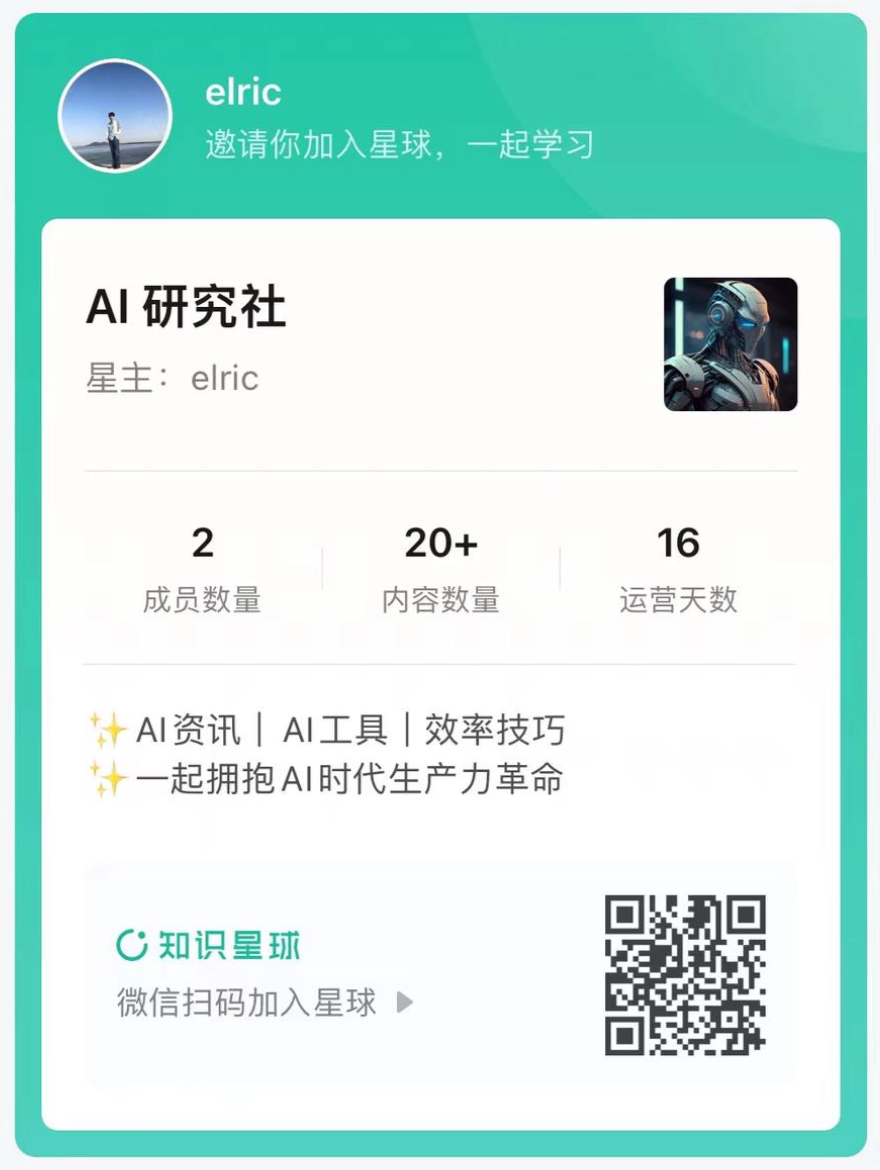 elric
邀请你加入星球，一起学习
AI 研究社
星主：elric
2
成员数量
20+
内容数量
16
运营天数
✨AI资讯｜AI工具｜效率技巧
✨一起拥抱AI时代生产力革命
知识星球
微信扫码加入星球